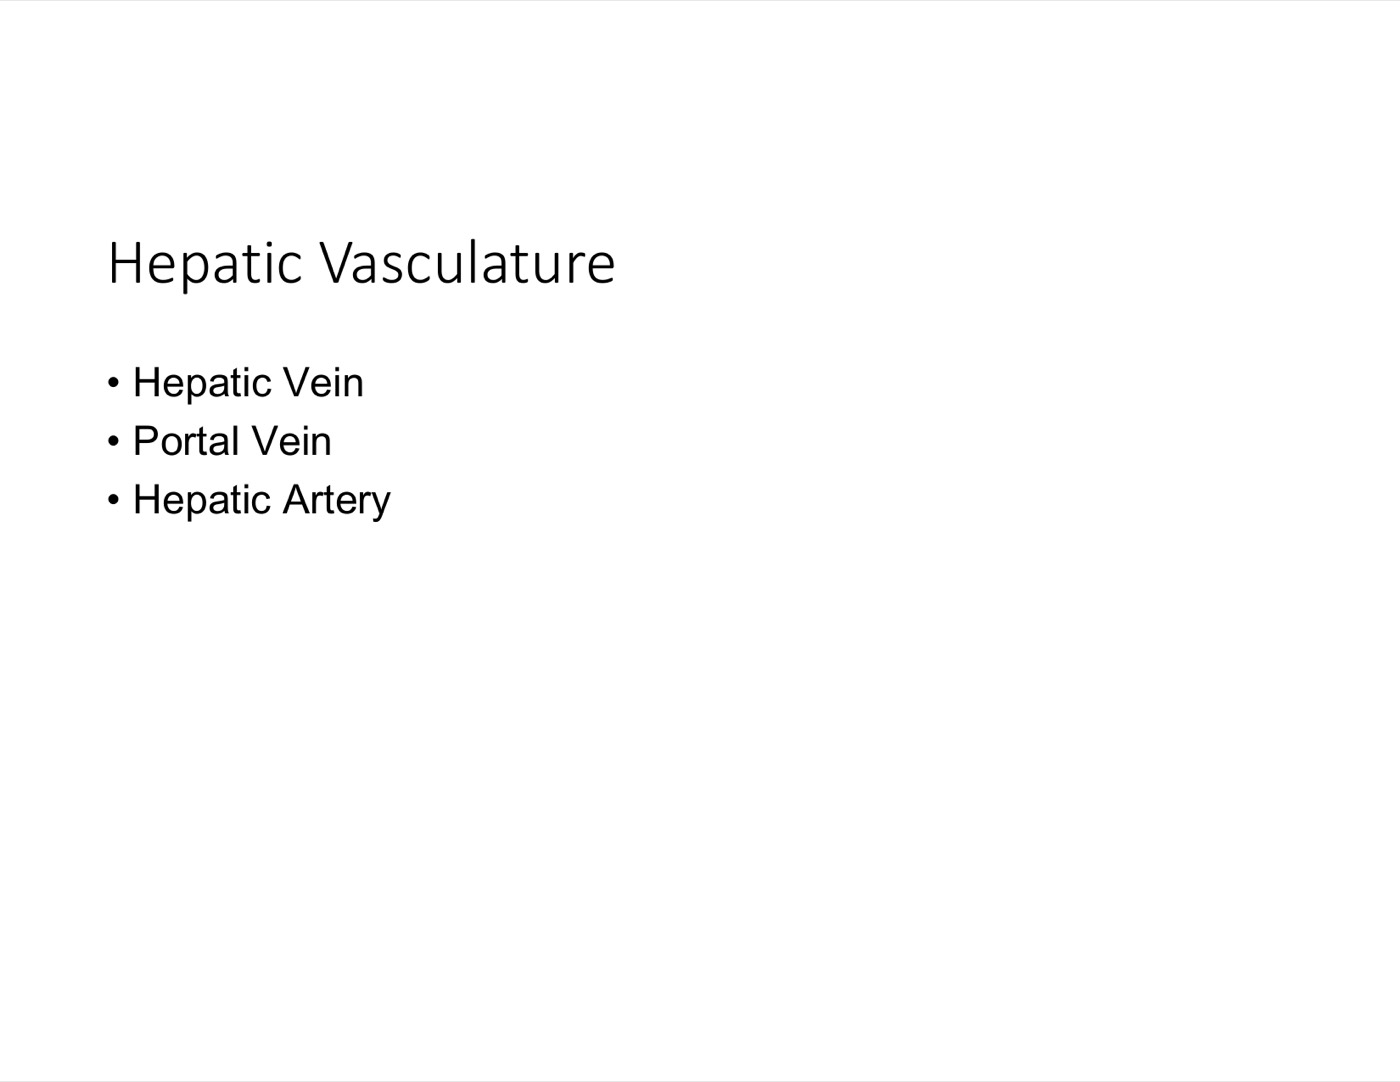 Hepatic Vasculature
• Hepatic Vein
• Portal Vein
• Hepatic Artery